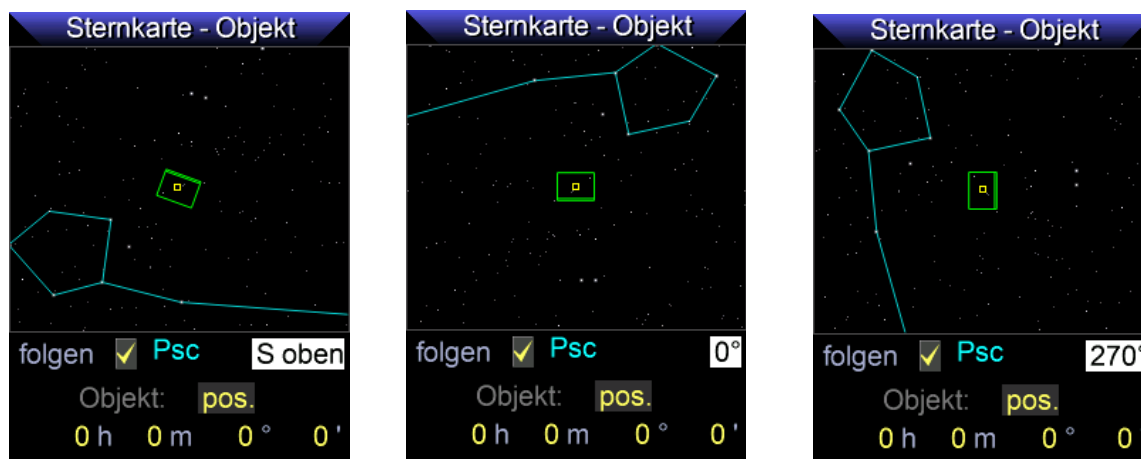 Sternkarte - Objekt
folgen Psc S oben
Objekt: pos.
0 h 0 m 0 ° 0 '
Sternkarte - Objekt
folgen Psc 0°
Objekt: pos.
0 h 0 m 0 ° 0 '
Sternkarte - Objekt
folgen Psc 270°
Objekt: pos.
0 h 0 m 0 ° 0